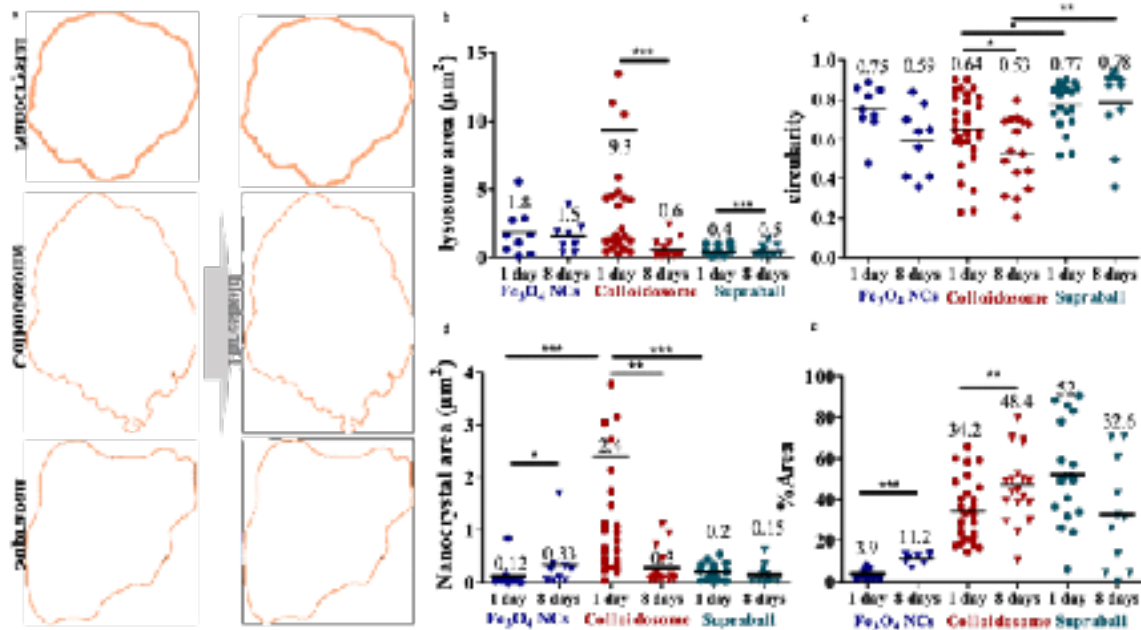 lysosome area (μm²)
15
10
5
0
1.8
1.5
9.3
***
0.6
***
0.4
0.5
1 day
8 days
1 day
8 days
1 day
8 days
Fe₃O₄ NCs
Colloidosome
Supraball
c
circularity
1.0
0.8
0.6
0.4
0.2
0.0
**
*
*
0.75
0.59
0.64
0.53
0.77
0.78
1 day
8 days
1 day
8 days
1 day
8 days
Fe₃O₄ NCs
Colloidosome
Supraball
Nanocrystal area (μm²)
4
3
2
1
0
***
***
**
*
0.12
0.33
2.4
0.2
0.15
1 day
8 days
1 day
8 days
1 day
8 days
Fe₃O₄ NCs
Colloidosome
Supraball
%Area
100
80
60
40
20
0
***
**
3.9
11.2
34.2
48.4
52
32.6
1 day
8 days
1 day
8 days
1 day
8 days
Fe₃O₄ NCs
Colloidosome
Supraball